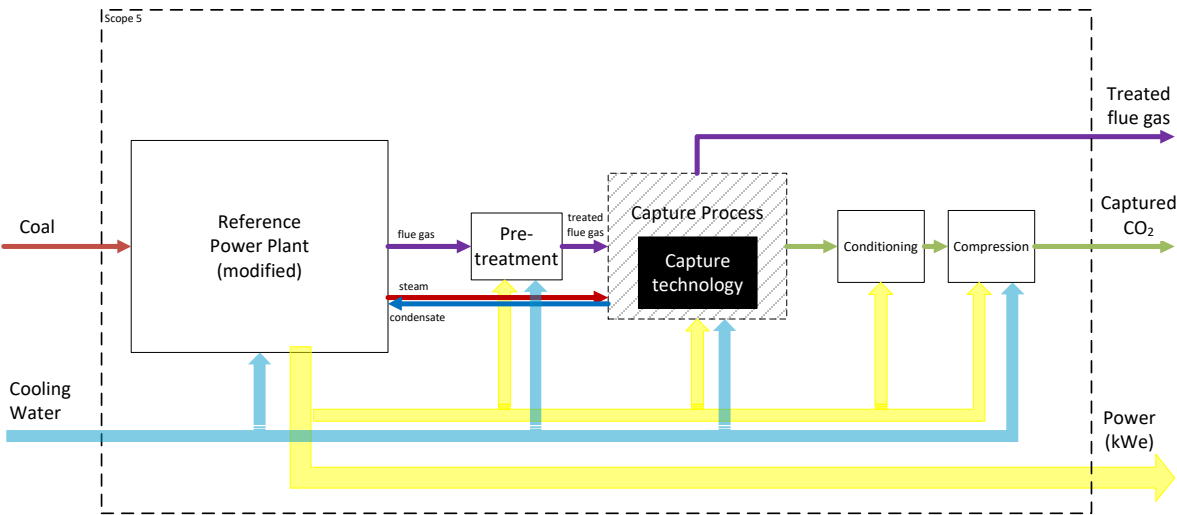 Scope 5
Treated
flue gas
Coal
Reference
Power Plant
(modified)
flue gas
Pre-
treatment
treated
flue gas
Capture Process
Capture
technology
Conditioning
Compression
Captured
CO₂
steam
condensate
Cooling
Water
Power
(kWe)